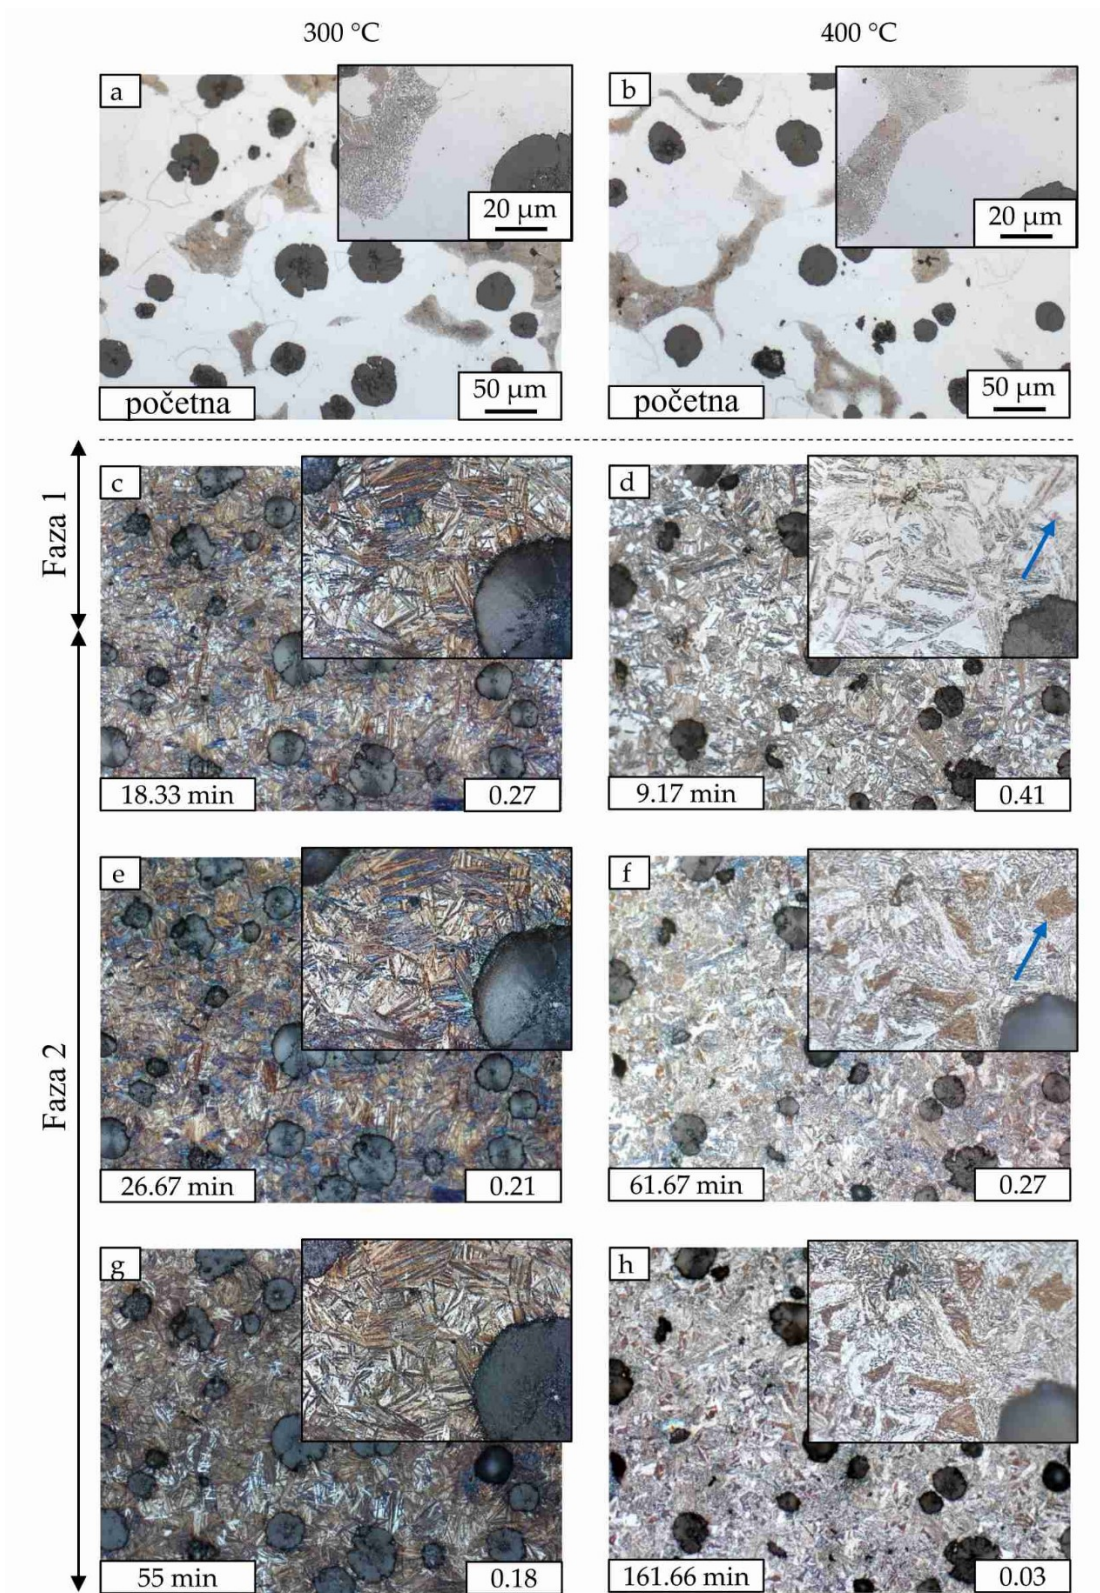 300 °C
400 °C
a
20 µm
početna
50 µm
b
20 µm
početna
50 µm
Faza 1
Faza 2
c
18.33 min
0.27
d
9.17 min
0.41
e
26.67 min
0.21
f
61.67 min
0.27
g
55 min
0.18
h
161.66 min
0.03